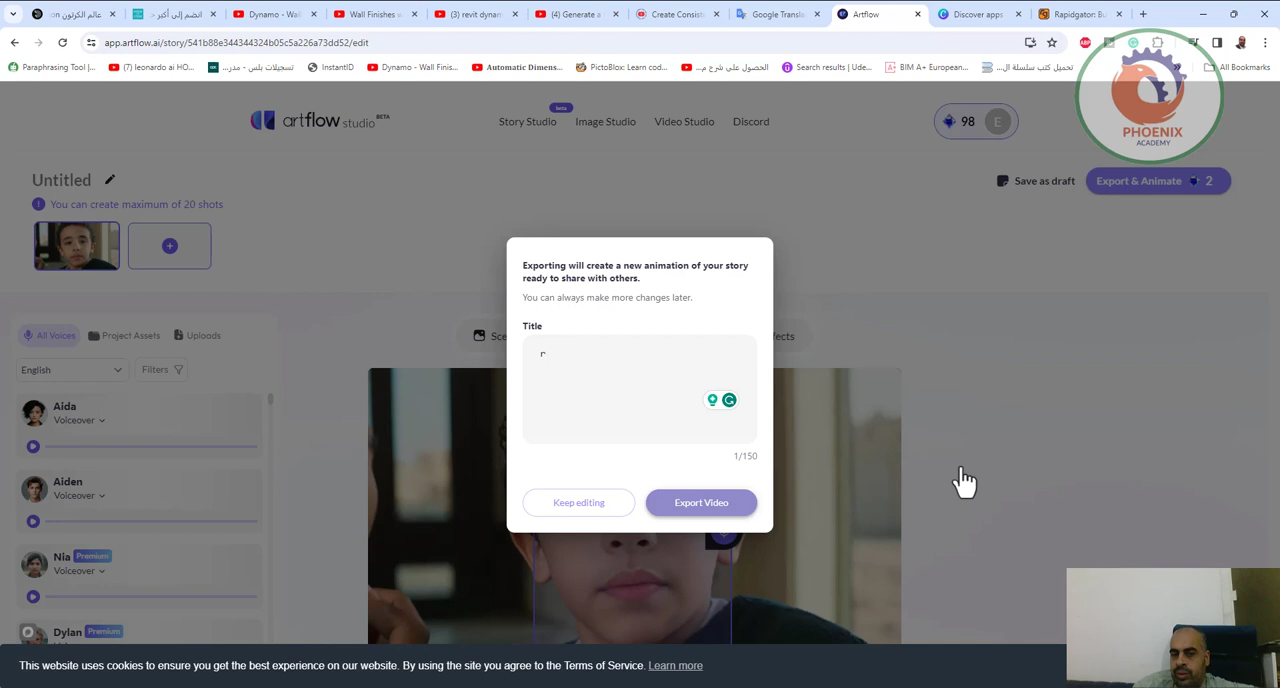 عالم الكرتون on
انضم إلى أكبر
Dynamo - Wal
Wall Finishes w
(3) revit dynam
(4) Generate a
Create Consist
Google Transla
Artflow
Discover apps
Rapidgator: Bu
app.artflow.ai/story/541b88e344344324b05c5a226a73dd52/edit
Paraphrasing Tool |...
(7) leonardo ai HO...
تسجيلات بلس - مدر...
InstantID
Dynamo - Wall Finis...
Automatic Dimens...
PictoBlox: Learn cod...
الحصول على شرح م...
Search results | Ude...
BIM A+ European...
تحميل كتب سلسلة ال...
»
All Bookmarks
artflow studio BETA
beta
Story Studio
Image Studio
Video Studio
Discord
98
E
PHOENIX
ACADEMY
Untitled
Save as draft
Export & Animate 2
You can create maximum of 20 shots
Exporting will create a new animation of your story
ready to share with others.
You can always make more changes later.
Title
r
1/150
Keep editing
Export Video
All Voices
Project Assets
Uploads
Sce
ffects
English
Filters
Aida
Voiceover
Aiden
Voiceover
Nia Premium
Voiceover
Dylan Premium
This website uses cookies to ensure you get the best experience on our website. By using the site you agree to the Terms of Service. Learn more